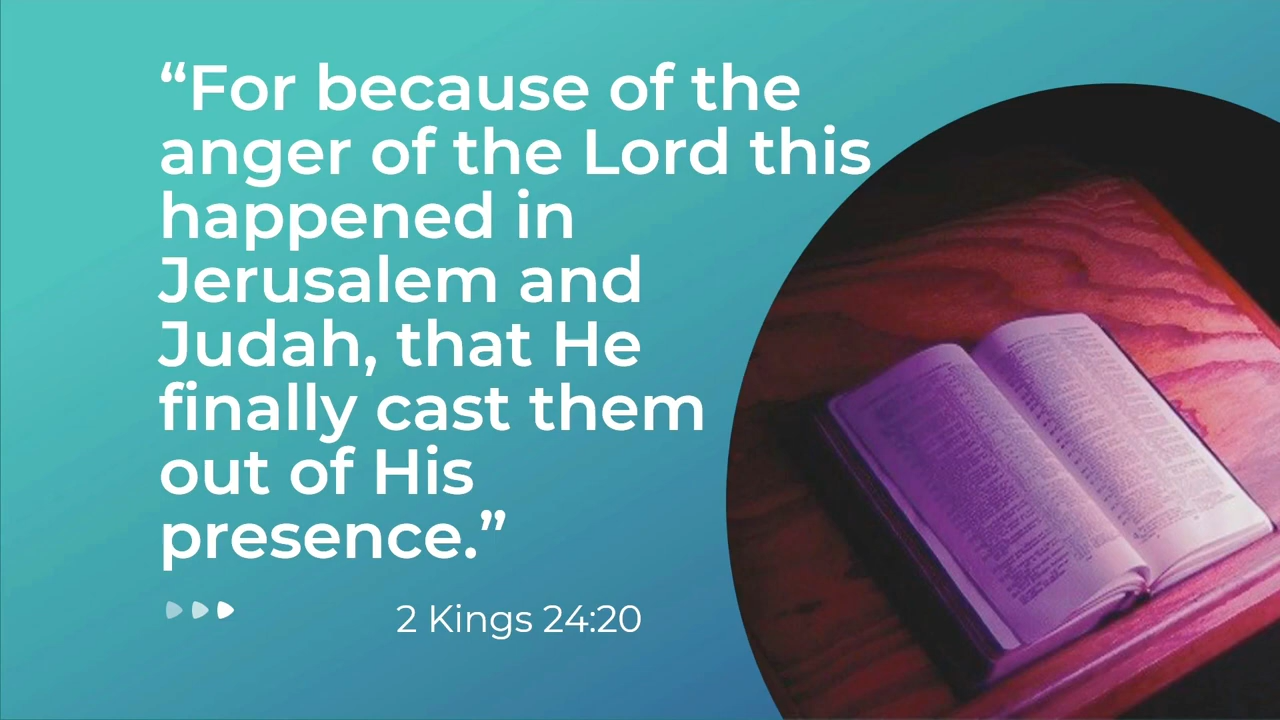 “For because of the
anger of the Lord this
happened in
Jerusalem and
Judah, that He
finally cast them
out of His
presence.”
2 Kings 24:20